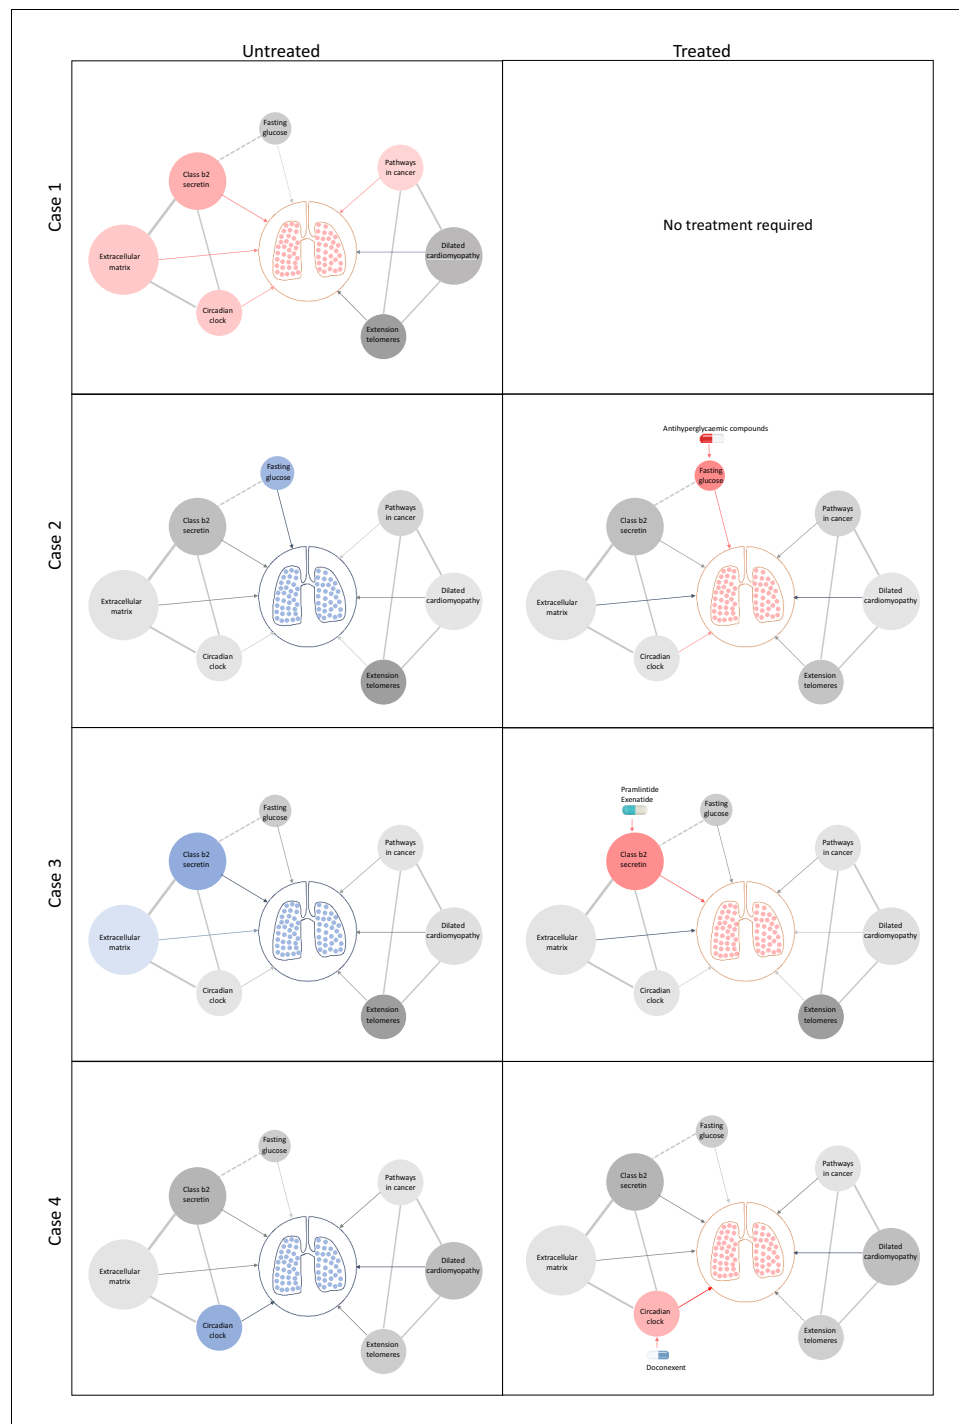 Untreated
Treated
Case 1
Fasting
glucose
Class b2
secretin
Pathways
in cancer
Extracellular
matrix
Dilated
cardiomyopathy
Circadian
clock
Extension
telomeres
No treatment required
Case 2
Fasting
glucose
Class b2
secretin
Pathways
in cancer
Extracellular
matrix
Dilated
cardiomyopathy
Circadian
clock
Extension
telomeres
Antihyperglycaemic compounds
Fasting
glucose
Class b2
secretin
Pathways
in cancer
Extracellular
matrix
Dilated
cardiomyopathy
Circadian
clock
Extension
telomeres
Case 3
Fasting
glucose
Class b2
secretin
Pathways
in cancer
Extracellular
matrix
Dilated
cardiomyopathy
Circadian
clock
Extension
telomeres
Pramlintide
Exenatide
Fasting
glucose
Class b2
secretin
Pathways
in cancer
Extracellular
matrix
Dilated
cardiomyopathy
Circadian
clock
Extension
telomeres
Case 4
Fasting
glucose
Class b2
secretin
Pathways
in cancer
Extracellular
matrix
Dilated
cardiomyopathy
Circadian
clock
Extension
telomeres
Fasting
glucose
Class b2
secretin
Pathways
in cancer
Extracellular
matrix
Dilated
cardiomyopathy
Circadian
clock
Extension
telomeres
Doconexent